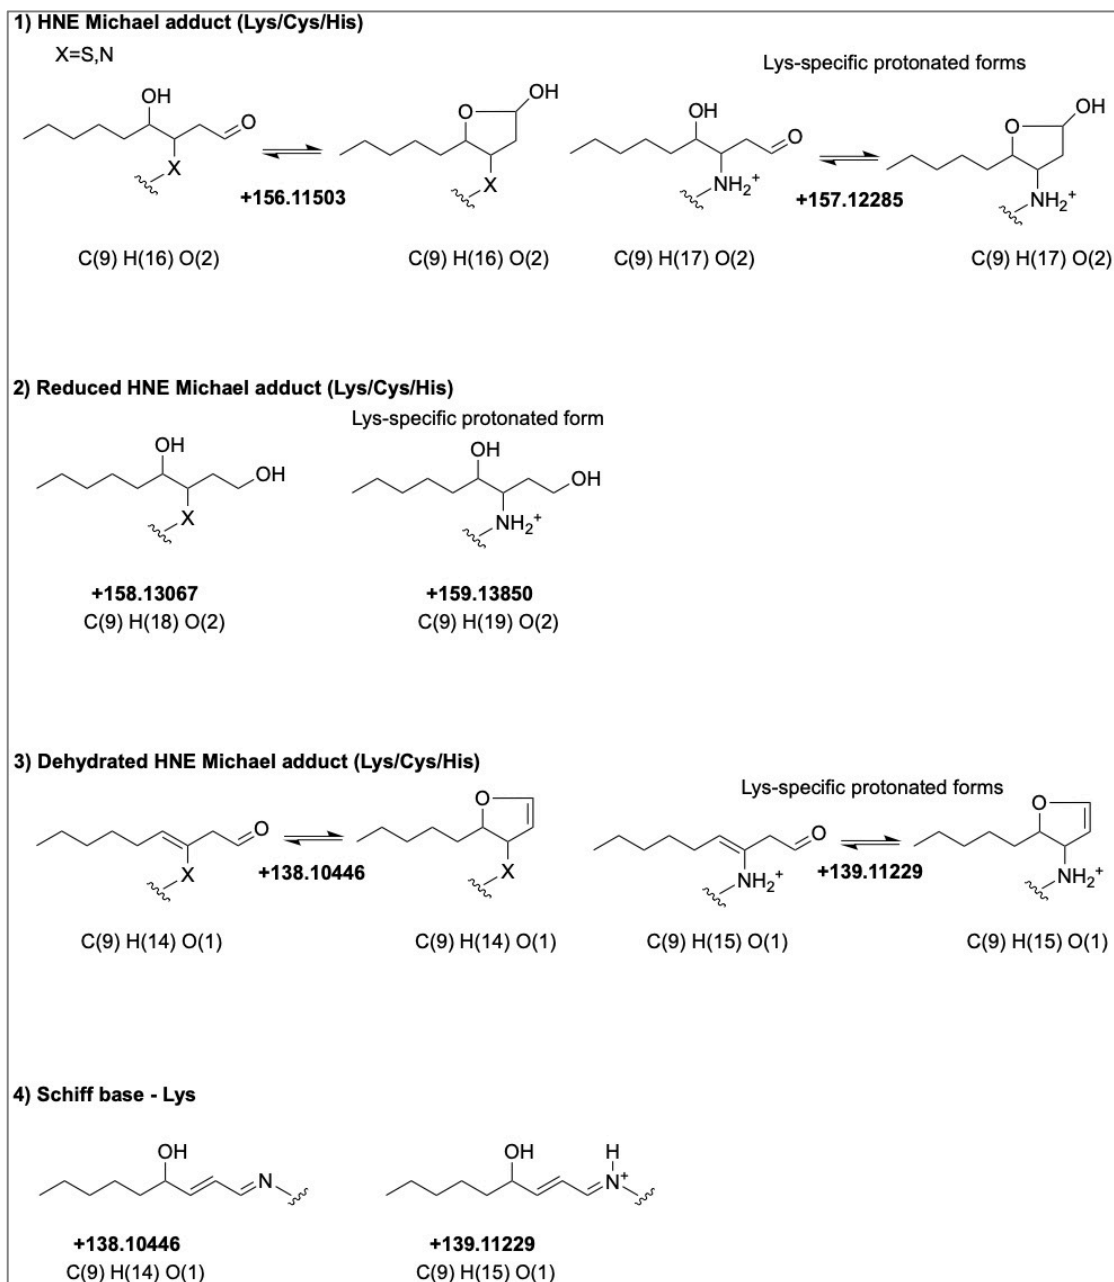 1) HNE Michael adduct (Lys/Cys/His)
X=S,N
Lys-specific protonated forms
OH
O
X
+156.11503
O
OH
X
OH
O
NH2+
+157.12285
O
OH
NH2+
C(9) H(16) O(2)
C(9) H(16) O(2)
C(9) H(17) O(2)
C(9) H(17) O(2)
2) Reduced HNE Michael adduct (Lys/Cys/His)
Lys-specific protonated form
OH
OH
X
OH
OH
NH2+
+158.13067
+159.13850
C(9) H(18) O(2)
C(9) H(19) O(2)
3) Dehydrated HNE Michael adduct (Lys/Cys/His)
Lys-specific protonated forms
O
X
+138.10446
O
X
O
NH2+
+139.11229
O
NH2+
C(9) H(14) O(1)
C(9) H(14) O(1)
C(9) H(15) O(1)
C(9) H(15) O(1)
4) Schiff base - Lys
OH
N
OH
H
N+
+138.10446
+139.11229
C(9) H(14) O(1)
C(9) H(15) O(1)